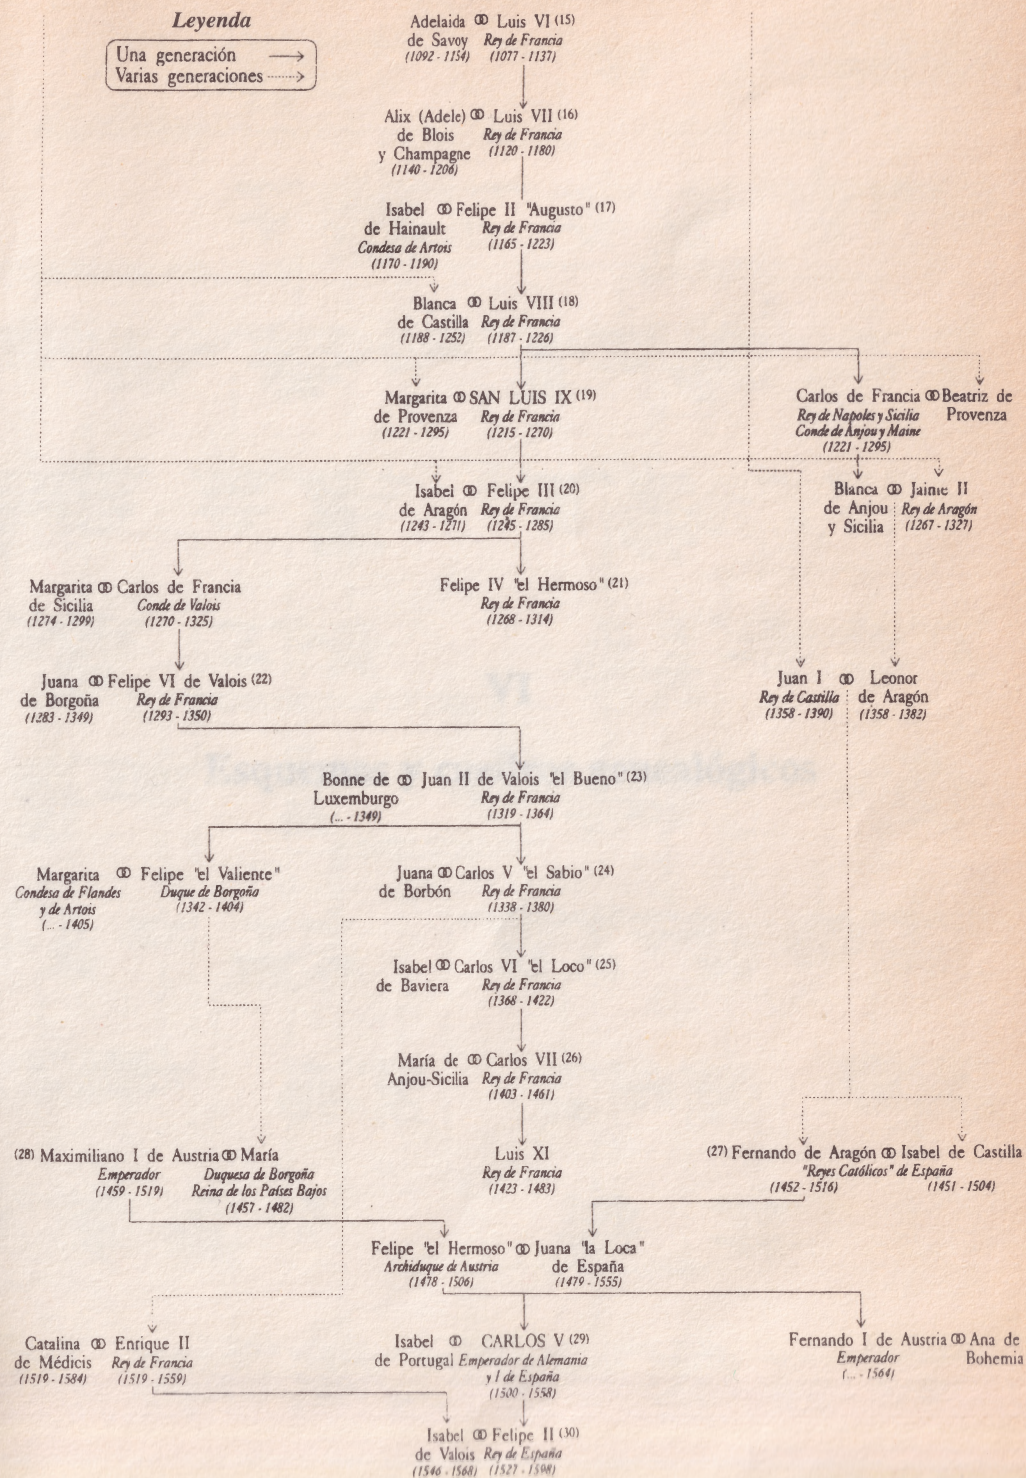 Leyenda
Una generación
Varias generaciones
Adelaida ⚭ Luis VI (15)
de Savoy Rey de Francia
(1092 - 1154) (1077 - 1137)
Alix (Adele) ⚭ Luis VII (16)
de Blois Rey de Francia
y Champagne (1120 - 1180)
(1140 - 1206)
Isabel ⚭ Felipe II "Augusto" (17)
de Hainault Rey de Francia
Condesa de Artois (1165 - 1223)
(1170 - 1190)
Blanca ⚭ Luis VIII (18)
de Castilla Rey de Francia
(1188 - 1252) (1187 - 1226)
Margarita ⚭ SAN LUIS IX (19)
de Provenza Rey de Francia
(1221 - 1295) (1215 - 1270)
Carlos de Francia ⚭ Beatriz de
Rey de Napoles y Sicilia Provenza
Conde de Anjou y Maine
(1221 - 1295)
Isabel ⚭ Felipe III (20)
de Aragón Rey de Francia
(1243 - 1271) (1245 - 1285)
Blanca ⚭ Jaime II
de Anjou Rey de Aragón
y Sicilia (1267 - 1327)
Margarita ⚭ Carlos de Francia
de Sicilia Conde de Valois
(1274 - 1299) (1270 - 1325)
Felipe IV "el Hermoso" (21)
Rey de Francia
(1268 - 1314)
Juana ⚭ Felipe VI de Valois (22)
de Borgoña Rey de Francia
(1283 - 1349) (1293 - 1350)
Juan I ⚭ Leonor
Rey de Castilla de Aragón
(1358 - 1390) (1358 - 1382)
Bonne de ⚭ Juan II de Valois "el Bueno" (23)
Luxemburgo Rey de Francia
(... - 1349) (1319 - 1364)
Margarita ⚭ Felipe "el Valiente"
Condesa de Flandes Duque de Borgoña
y de Artois (1342 - 1404)
(... - 1405)
Juana ⚭ Carlos V "el Sabio" (24)
de Borbón Rey de Francia
(1338 - 1380)
Isabel ⚭ Carlos VI "el Loco" (25)
de Baviera Rey de Francia
(1368 - 1422)
María de ⚭ Carlos VII (26)
Anjou-Sicilia Rey de Francia
(1403 - 1461)
(28) Maximiliano I de Austria ⚭ María
Emperador Duquesa de Borgoña
(1459 - 1519) Reina de los Países Bajos
(1457 - 1482)
Luis XI
Rey de Francia
(1423 - 1483)
(27) Fernando de Aragón ⚭ Isabel de Castilla
"Reyes Católicos" de España
(1452 - 1516) (1451 - 1504)
Felipe "el Hermoso" ⚭ Juana "la Loca"
Archiduque de Austria de España
(1478 - 1506) (1479 - 1555)
Catalina ⚭ Enrique II
de Médicis Rey de Francia
(1519 - 1584) (1519 - 1559)
Isabel ⚭ CARLOS V (29)
de Portugal Emperador de Alemania
y I de España
(1500 - 1558)
Fernando I de Austria ⚭ Ana de
Emperador Bohemia
(... - 1564)
Isabel ⚭ Felipe II (30)
de Valois Rey de España
(1546 - 1568) (1527 - 1598)